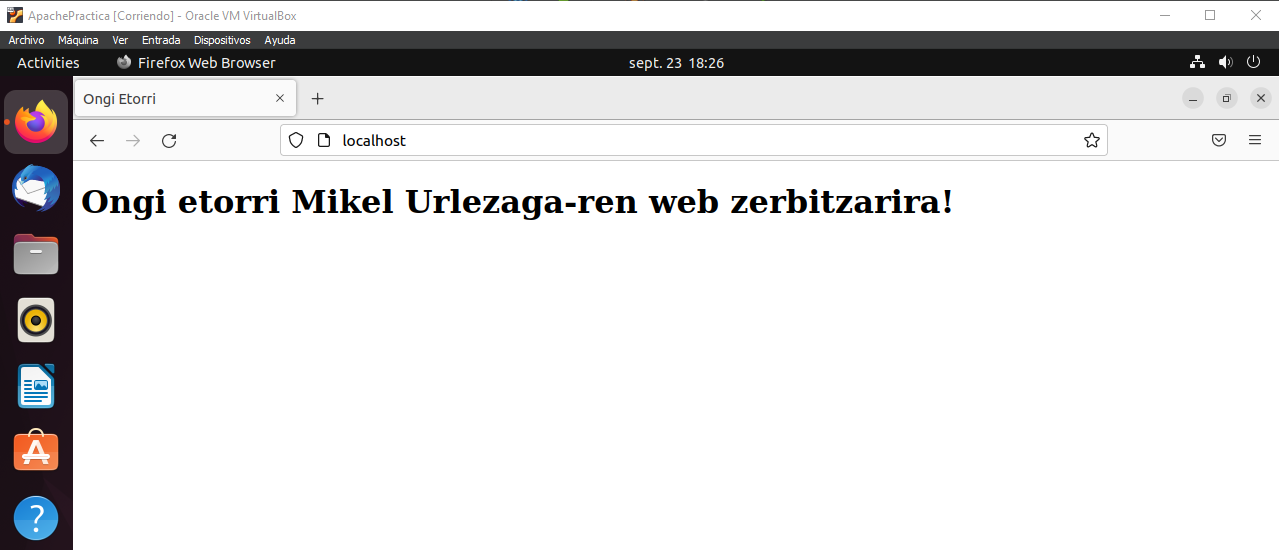 ApachePractica [Corriendo] - Oracle VM VirtualBox
Archivo Máquina Ver Entrada Dispositivos Ayuda
Activities Firefox Web Browser sept. 23 18:26
Ongi Etorri
localhost
Ongi etorri Mikel Urlezaga-ren web zerbitzarira!